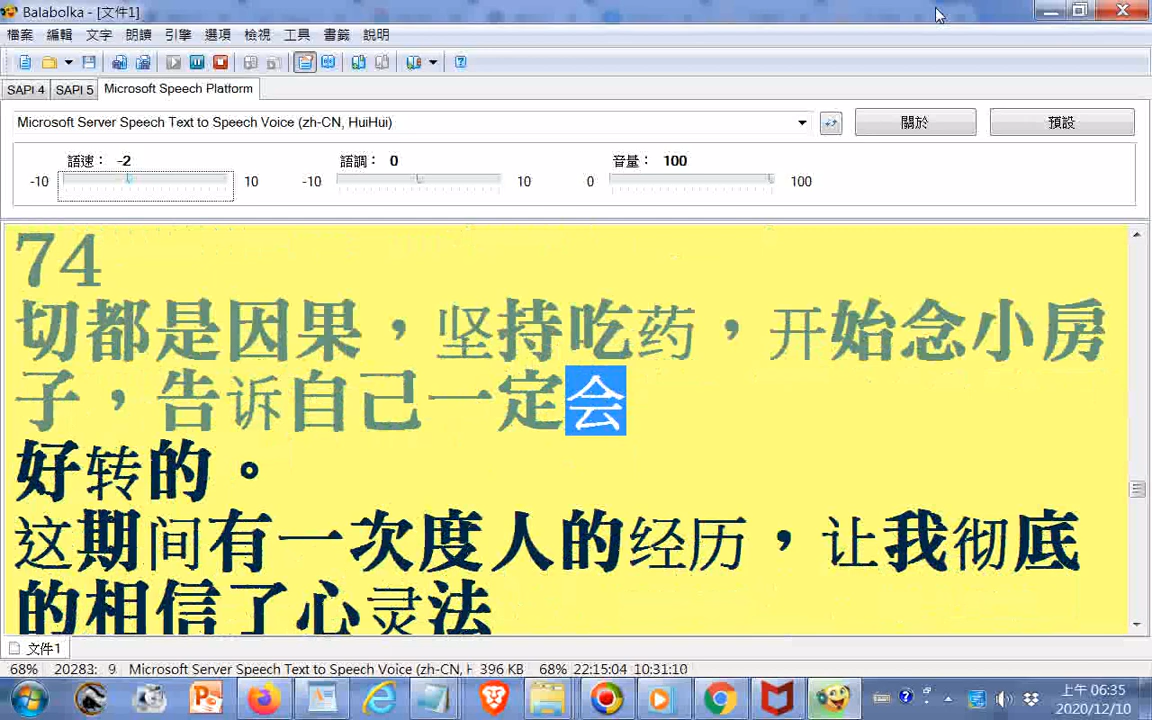 Balabolka - [文件1]
檔案 編輯 文字 朗讀 引擎 選項 檢視 工具 書籤 說明
SAPI 4 SAPI 5 Microsoft Speech Platform
Microsoft Server Speech Text to Speech Voice (zh-CN, HuiHui) 關於 預設
語速： -2 語調： 0 音量： 100
-10 10 -10 10 0 100
74
切都是因果，坚持吃药，开始念小房
子，告诉自己一定会
好转的。
这期间有一次度人的经历，让我彻底
的相信了心灵法
文件1
68% 20283: 9 Microsoft Server Speech Text to Speech Voice (zh-CN, H 396 KB 68% 22:15:04 10:31:10
上午 06:35
2020/12/10